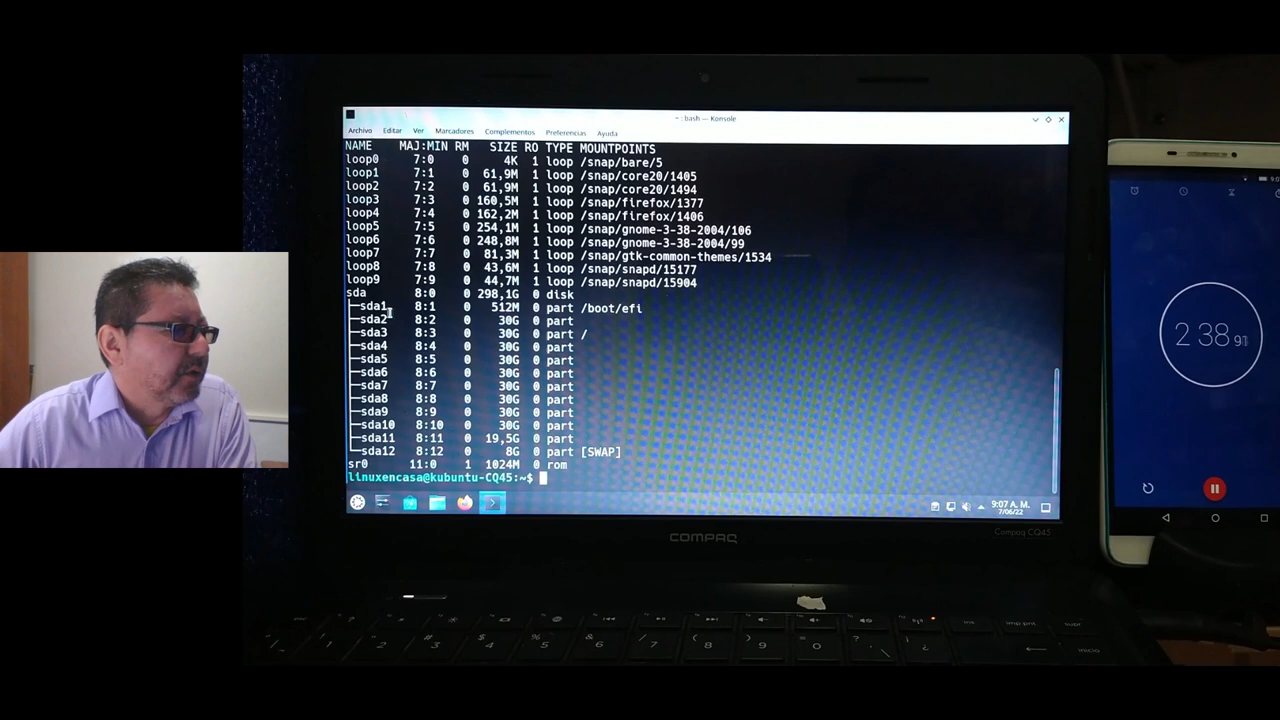 ~ : bash — Konsole
Archivo Editar Ver Marcadores Complementos Preferencias Ayuda
NAME MAJ:MIN RM SIZE RO TYPE MOUNTPOINTS
loop0 7:0 0 4K 1 loop /snap/bare/5
loop1 7:1 0 61,9M 1 loop /snap/core20/1405
loop2 7:2 0 61,9M 1 loop /snap/core20/1494
loop3 7:3 0 160,5M 1 loop /snap/firefox/1377
loop4 7:4 0 162,2M 1 loop /snap/firefox/1406
loop5 7:5 0 254,1M 1 loop /snap/gnome-3-38-2004/106
loop6 7:6 0 248,8M 1 loop /snap/gnome-3-38-2004/99
loop7 7:7 0 81,3M 1 loop /snap/gtk-common-themes/1534
loop8 7:8 0 43,6M 1 loop /snap/snapd/15177
loop9 7:9 0 44,7M 1 loop /snap/snapd/15904
sda 8:0 0 298,1G 0 disk
├─sda1 8:1 0 512M 0 part /boot/efi
├─sda2 8:2 0 30G 0 part
├─sda3 8:3 0 30G 0 part /
├─sda4 8:4 0 30G 0 part
├─sda5 8:5 0 30G 0 part
├─sda6 8:6 0 30G 0 part
├─sda7 8:7 0 30G 0 part
├─sda8 8:8 0 30G 0 part
├─sda9 8:9 0 30G 0 part
├─sda10 8:10 0 30G 0 part
├─sda11 8:11 0 19,5G 0 part
└─sda12 8:12 0 8G 0 part [SWAP]
sr0 11:0 1 1024M 0 rom
linuxencasa@kubuntu-CQ45:~$
9:07 A. M.
7/06/22
COMPAQ
Compaq CQ45
2 38
imp pnt
supr
inicio